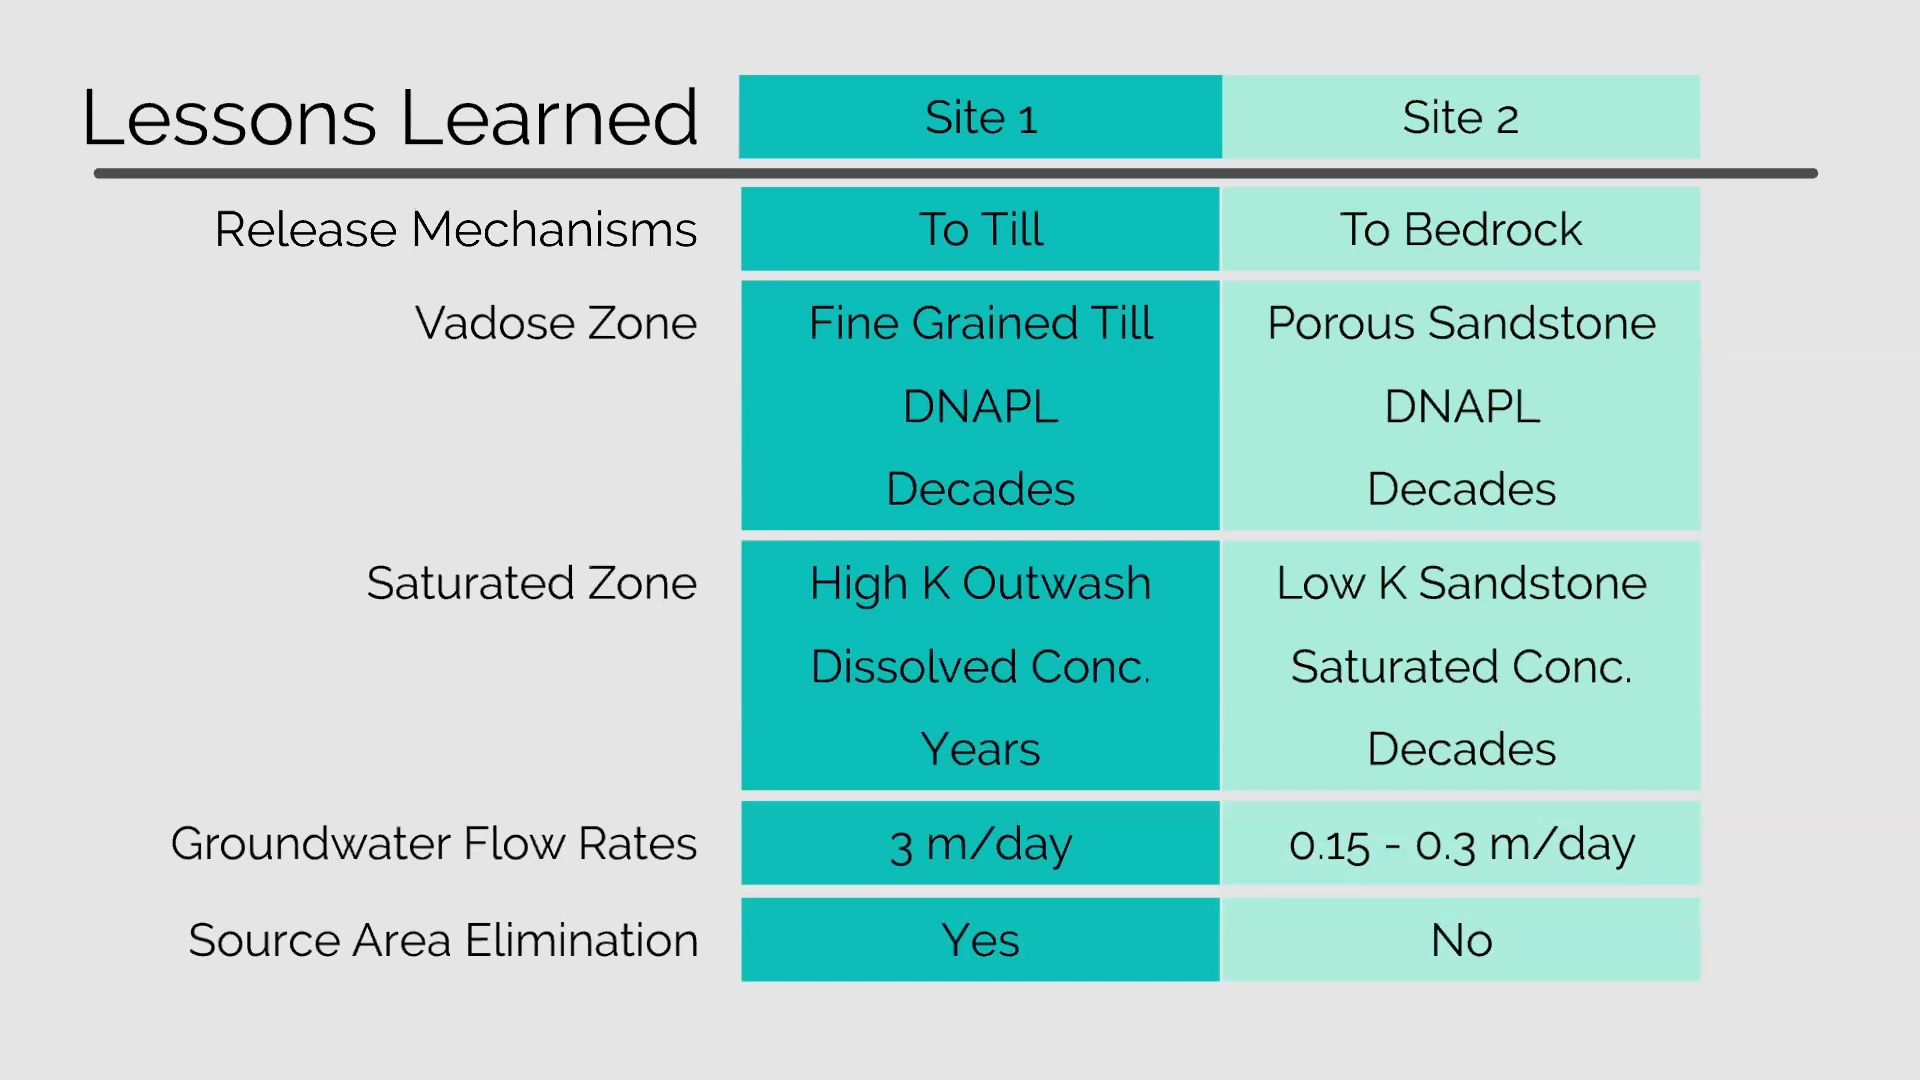 Lessons Learned Site 1 Site 2
Release Mechanisms To Till To Bedrock
Vadose Zone Fine Grained Till Porous Sandstone
DNAPL DNAPL
Decades Decades
Saturated Zone High K Outwash Low K Sandstone
Dissolved Conc. Saturated Conc.
Years Decades
Groundwater Flow Rates 3 m/day 0.15 - 0.3 m/day
Source Area Elimination Yes No